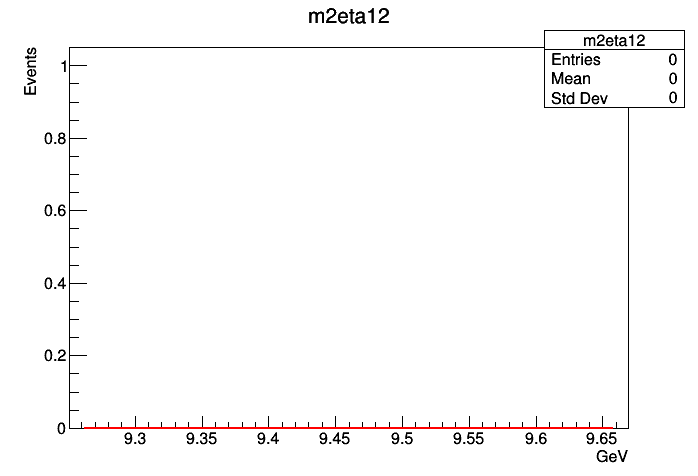 m2eta12
m2eta12
Entries 0
Mean 0
Std Dev 0
Events
1
0.8
0.6
0.4
0.2
0
9.3 9.35 9.4 9.45 9.5 9.55 9.6 9.65
GeV